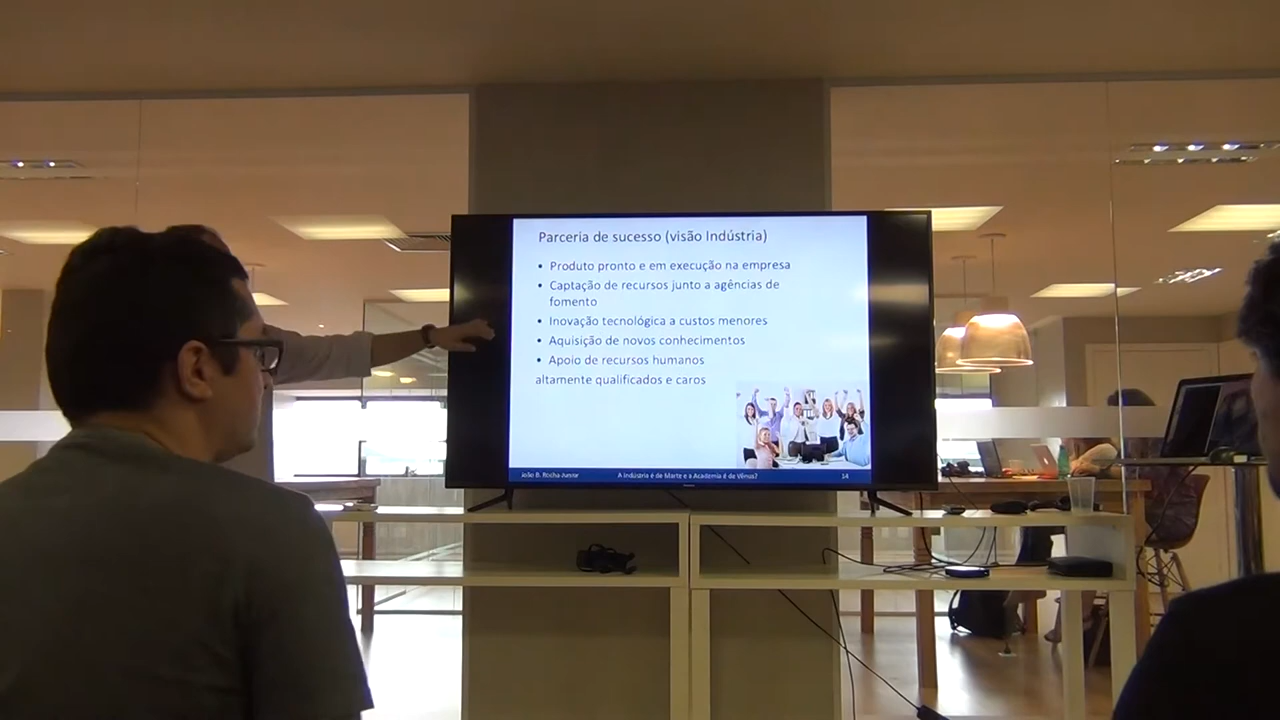 Parceria de sucesso (visão Indústria)
• Produto pronto e em execução na empresa
• Captação de recursos junto a agências de
fomento
• Inovação tecnológica a custos menores
• Aquisição de novos conhecimentos
• Apoio de recursos humanos
altamente qualificados e caros
João B. Rocha-Junior
A Indústria é de Marte e a Academia é de Vênus?
14